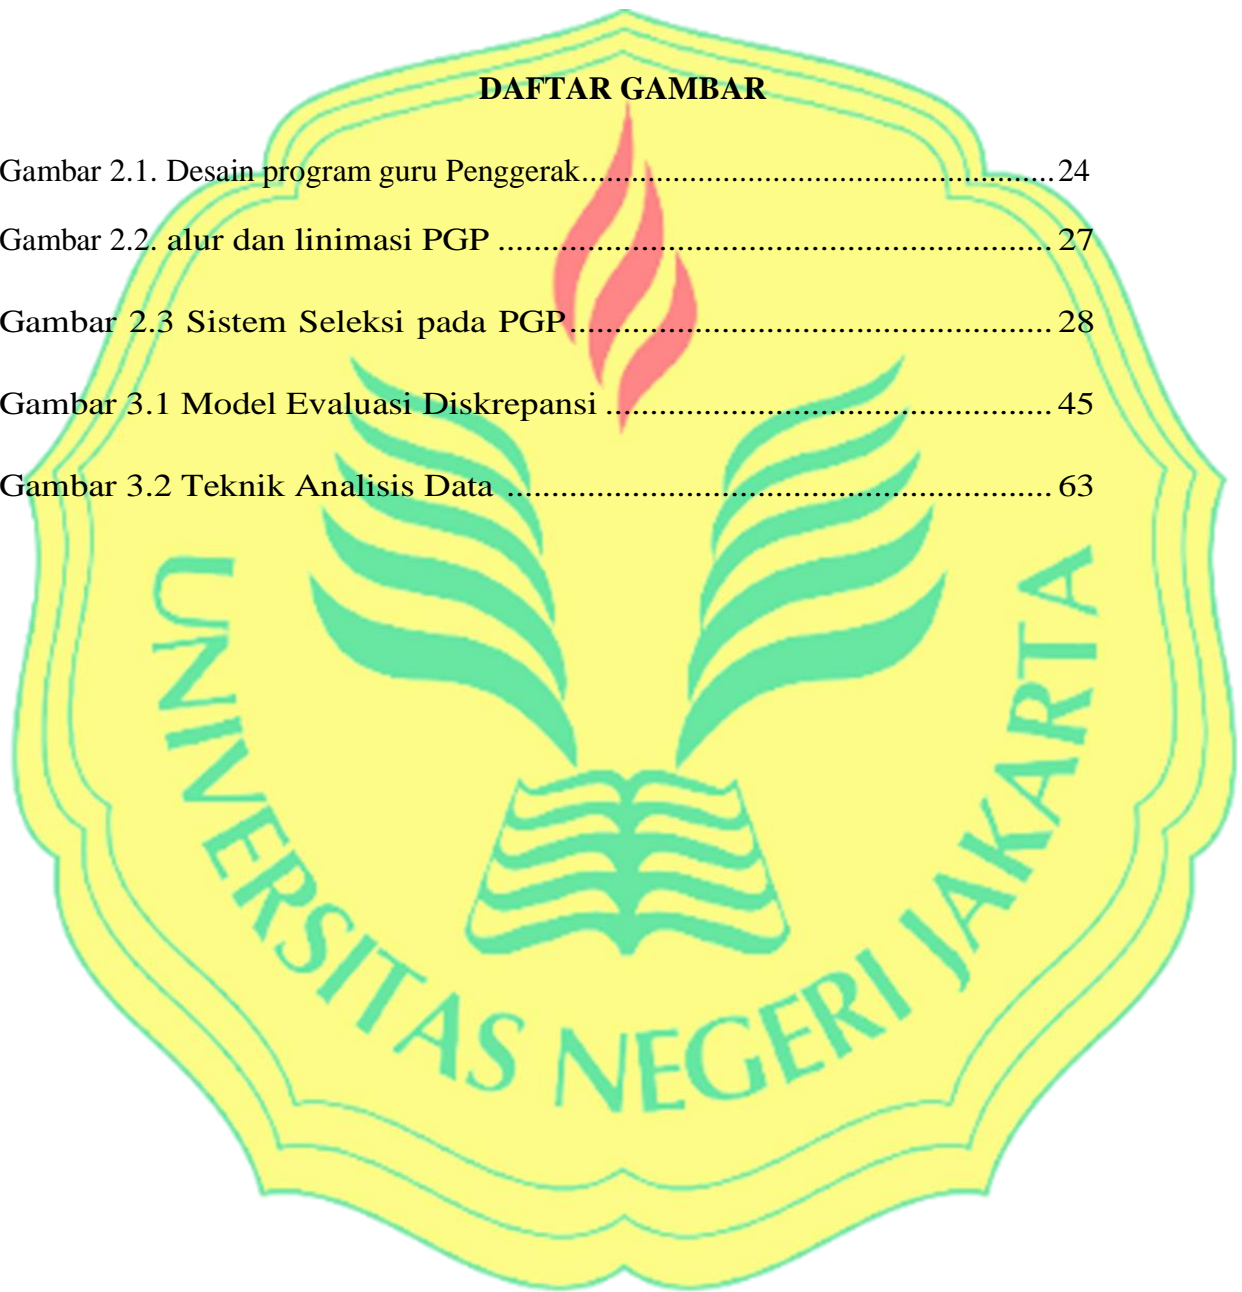 DAFTAR GAMBAR
Gambar 2.1. Desain program guru Penggerak............................................................24
Gambar 2.2. alur dan linimasi PGP ...................................................................... 27
Gambar 2.3 Sistem Seleksi pada PGP............................................................. 28
Gambar 3.1 Model Evaluasi Diskrepansi ........................................................ 45
Gambar 3.2 Teknik Analisis Data ..................................................................... 63
UNIVERSITAS NEGERI JAKARTA